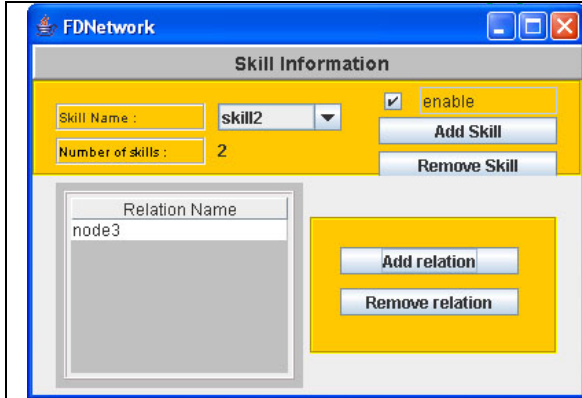 FDNetwork
Skill Information
Skill Name :
skill2
enable
Add Skill
Number of skills :
2
Remove Skill
Relation Name
node3
Add relation
Remove relation